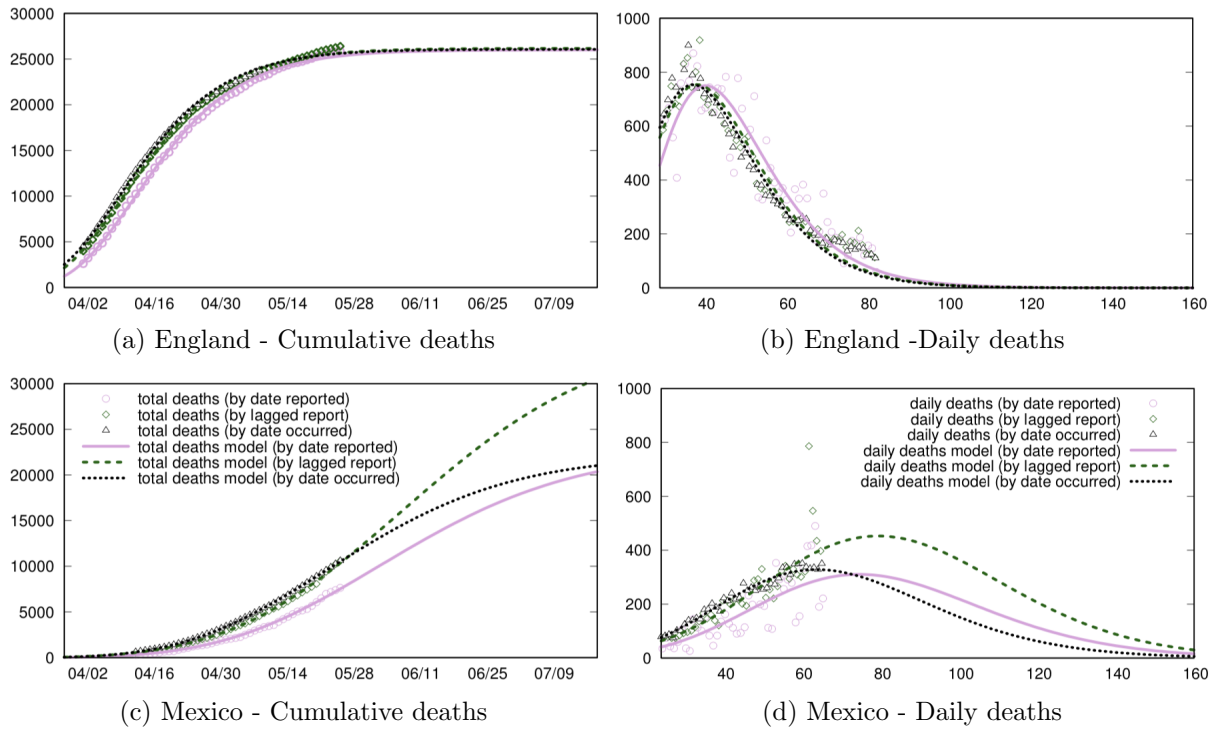 30000
25000
20000
15000
10000
5000
0
04/02 04/16 04/30 05/14 05/28 06/11 06/25 07/09
(a) England - Cumulative deaths
1000
800
600
400
200
0
40 60 80 100 120 140 160
(b) England -Daily deaths
30000
25000
20000
15000
10000
5000
0
total deaths (by date reported)
total deaths (by lagged report)
total deaths (by date occurred)
total deaths model (by date reported)
total deaths model (by lagged report)
total deaths model (by date occurred)
04/02 04/16 04/30 05/14 05/28 06/11 06/25 07/09
(c) Mexico - Cumulative deaths
1000
800
600
400
200
0
daily deaths (by date reported)
daily deaths (by lagged report)
daily deaths (by date occurred)
daily deaths model (by date reported)
daily deaths model (by lagged report)
daily deaths model (by date occurred)
40 60 80 100 120 140 160
(d) Mexico - Daily deaths